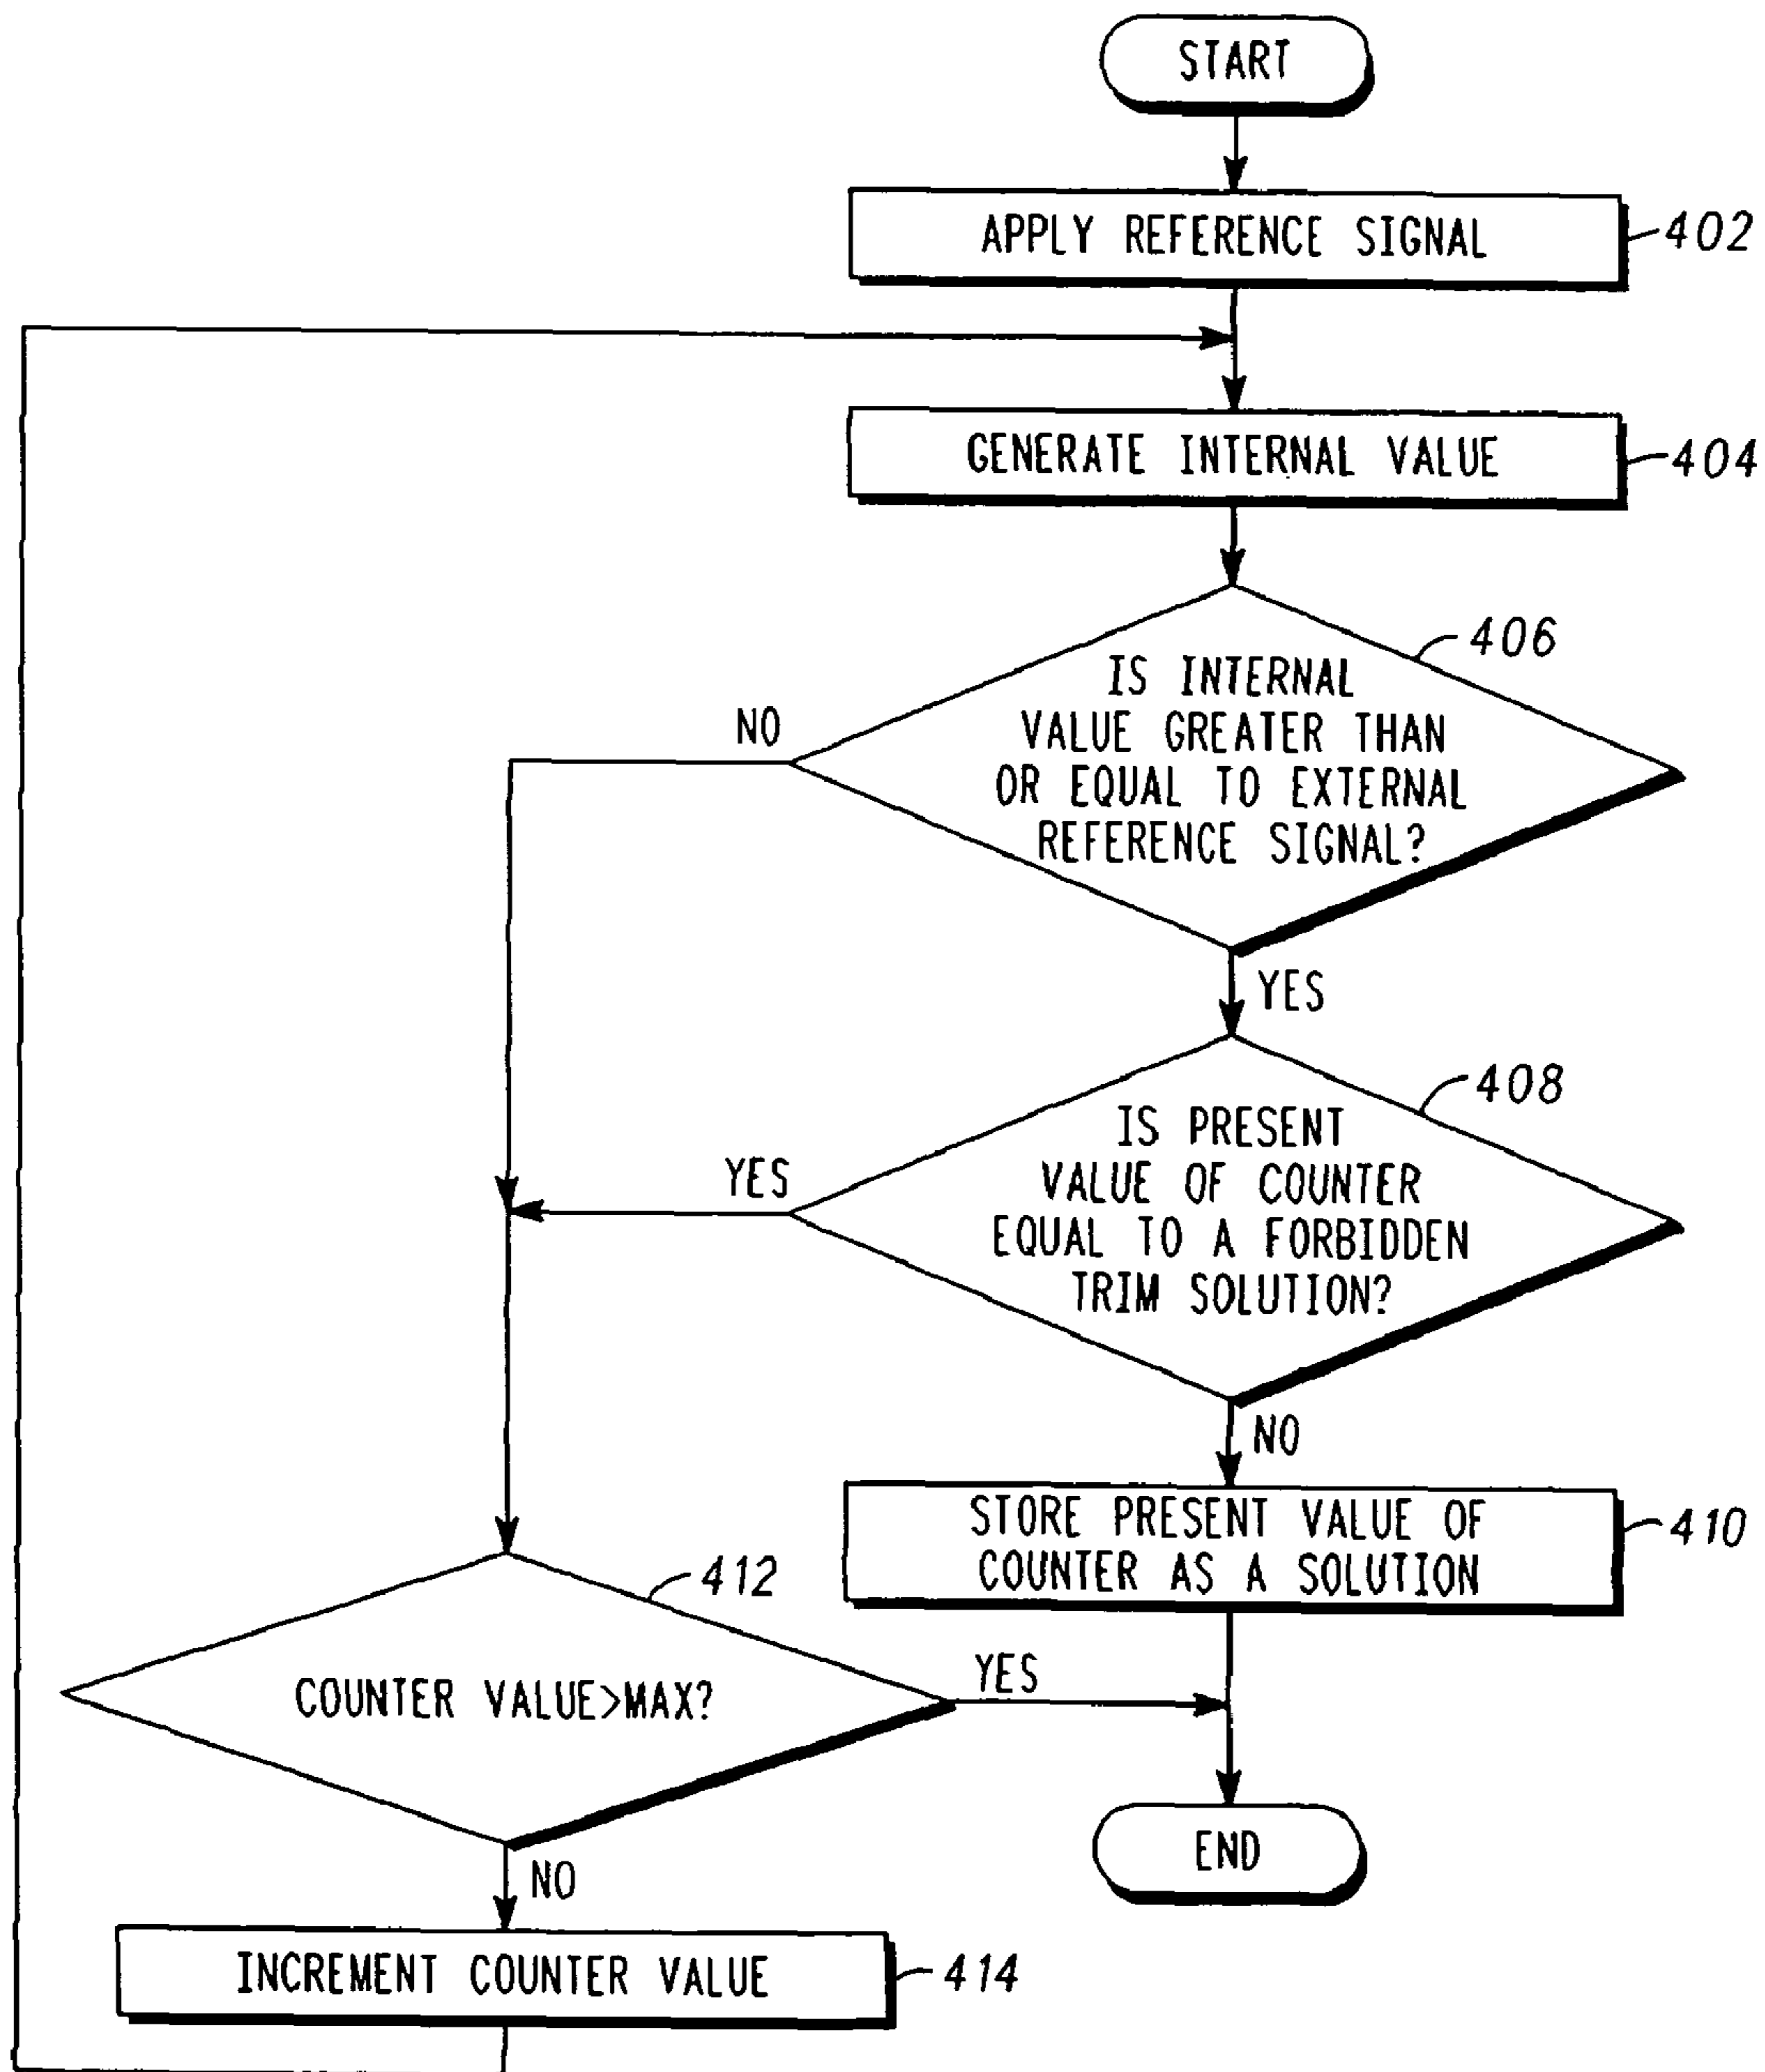 START
APPLY REFERENCE SIGNAL
402
GENERATE INTERNAL VALUE
404
406
IS INTERNAL
VALUE GREATER THAN
OR EQUAL TO EXTERNAL
REFERENCE SIGNAL?
NO
YES
408
IS PRESENT
VALUE OF COUNTER
EQUAL TO A FORBIDDEN
TRIM SOLUTION?
YES
NO
STORE PRESENT VALUE OF
COUNTER AS A SOLUTION
410
412
COUNTER VALUE>MAX?
YES
NO
END
INCREMENT COUNTER VALUE
414